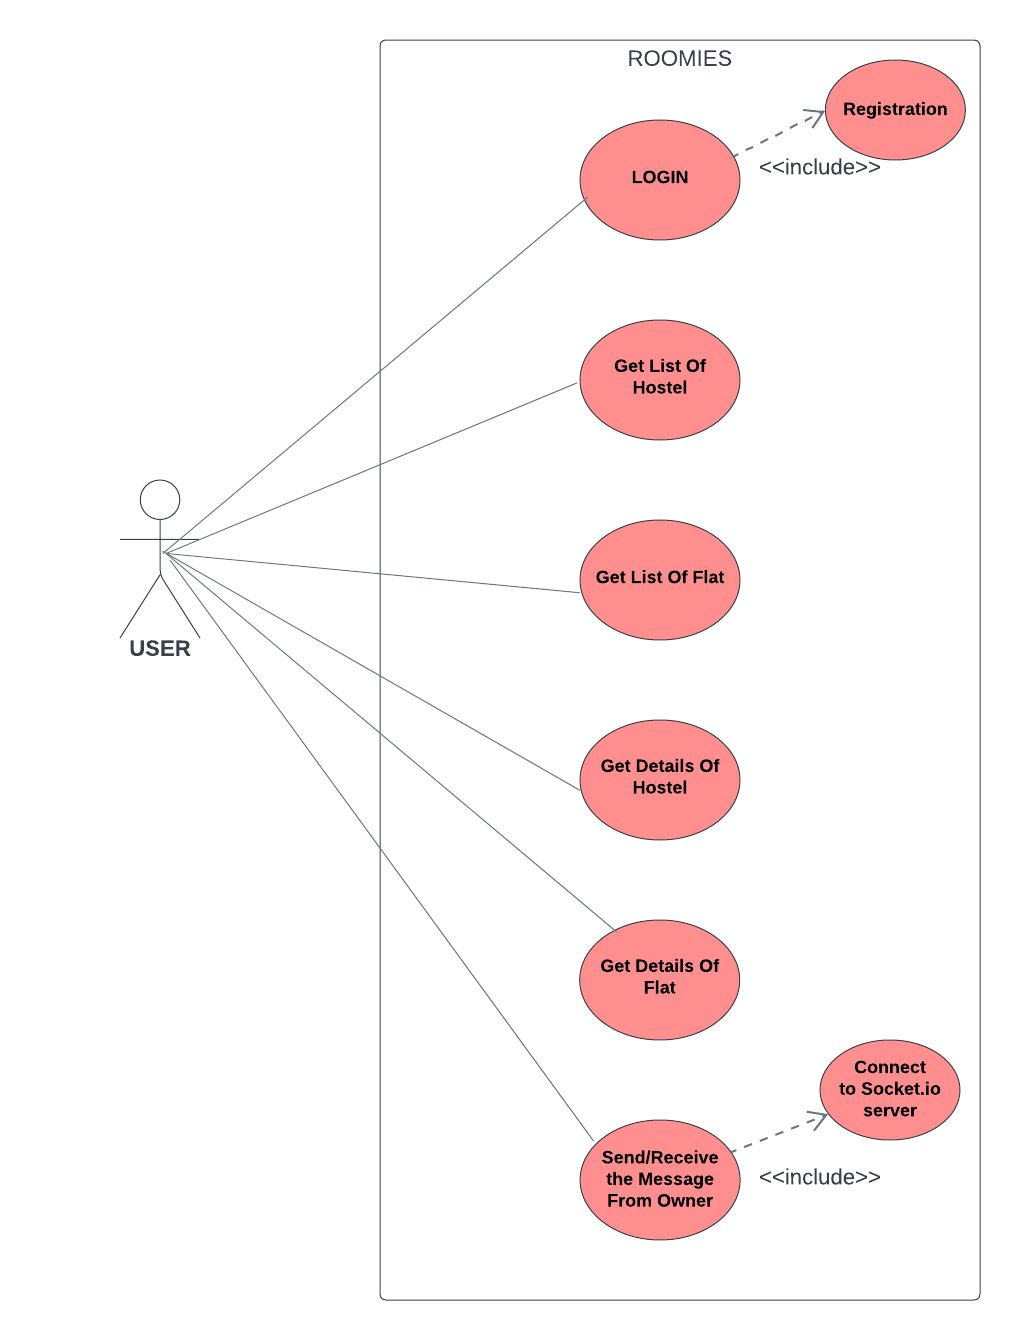 ROOMIES
Registration
<<include>>
LOGIN
Get List Of
Hostel
Get List Of Flat
USER
Get Details Of
Hostel
Get Details Of
Flat
Connect
to Socket.io
server
Send/Receive
the Message
From Owner
<<include>>